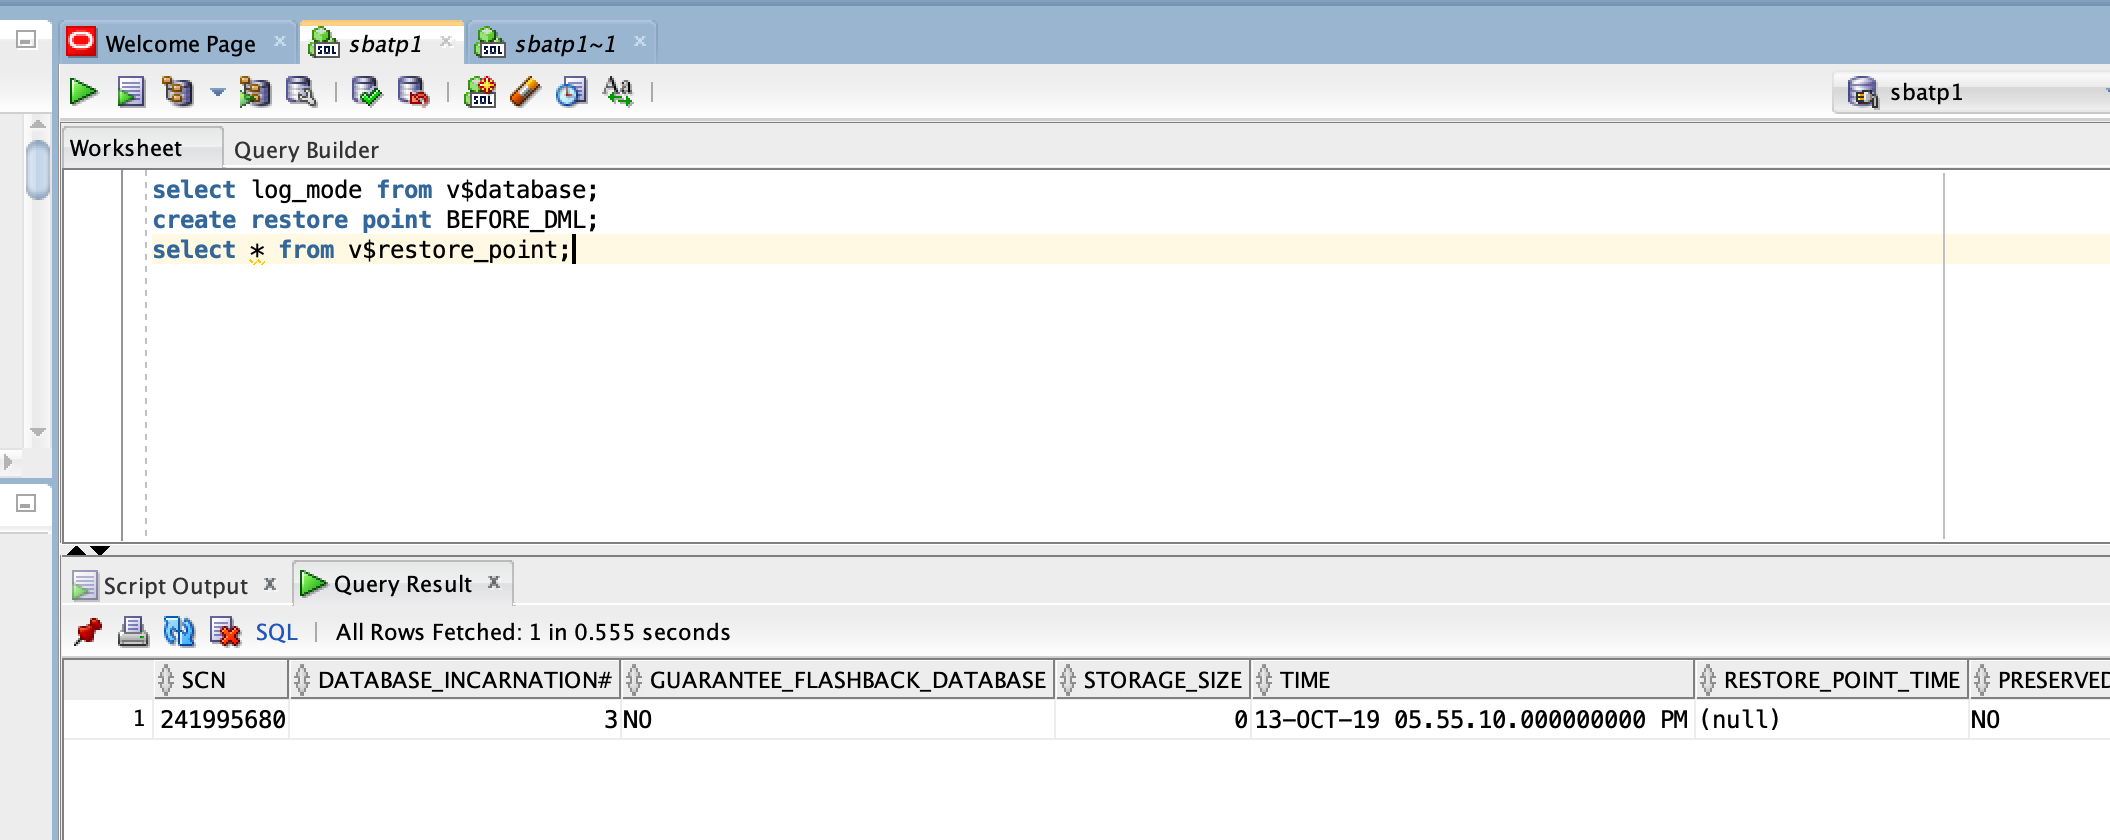 Welcome Page sbatp1 sbatp1~1
sbatp1
Worksheet Query Builder
select log_mode from v$database;
create restore point BEFORE_DML;
select * from v$restore_point;
Script Output x Query Result x
SQL | All Rows Fetched: 1 in 0.555 seconds
SCN DATABASE_INCARNATION# GUARANTEE_FLASHBACK_DATABASE STORAGE_SIZE TIME RESTORE_POINT_TIME PRESERVED
1 241995680 3 NO 0 13-OCT-19 05.55.10.000000000 PM (null) NO